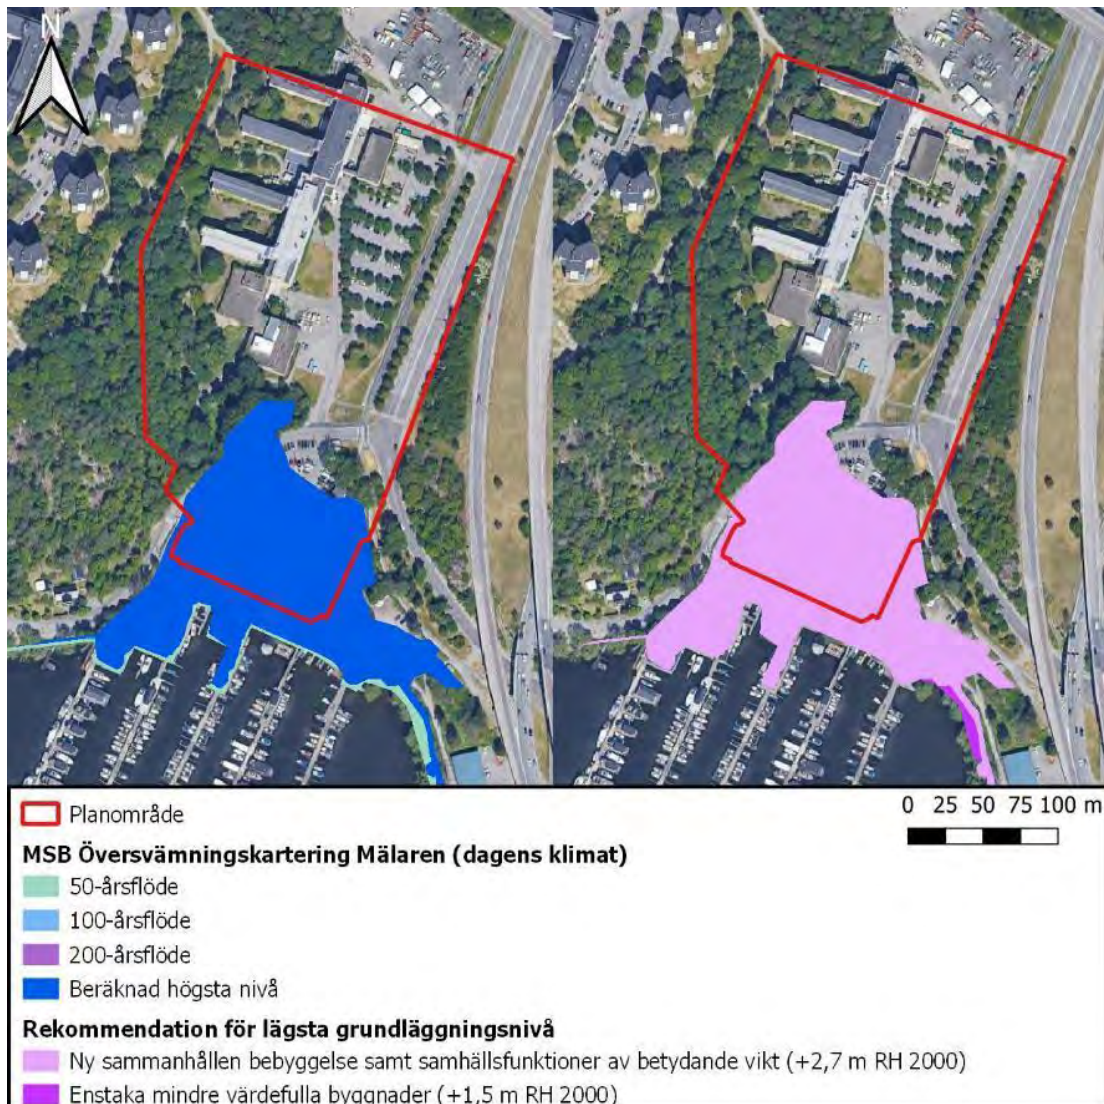 N
Planområde
0 25 50 75 100 m
MSB Översvämningskartering Mälaren (dagens klimat)
50-årsflöde
100-årsflöde
200-årsflöde
Beräknad högsta nivå
Rekommendation för lägsta grundläggningsnivå
Ny sammanhållen bebyggelse samt samhällsfunktioner av betydande vikt (+2,7 m RH 2000)
Enstaka mindre värdefulla byggnader (+1,5 m RH 2000)